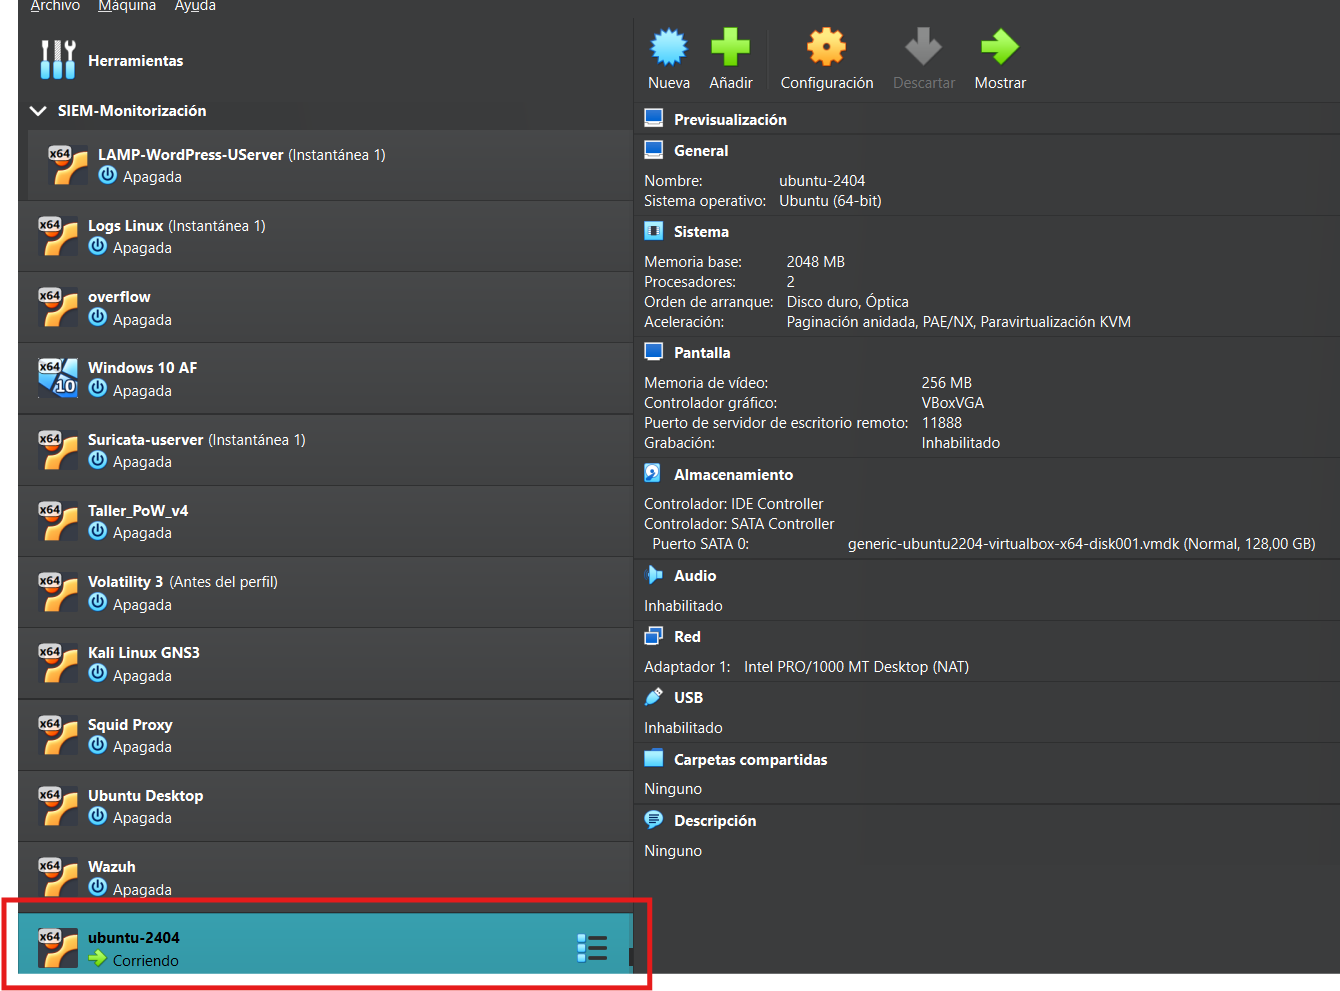 Archivo Máquina Ayuda
Herramientas
SIEM-Monitorización
x64 LAMP-WordPress-UServer (Instantánea 1)
Apagada
x64 Logs Linux (Instantánea 1)
Apagada
x64 overflow
Apagada
x64 Windows 10 AF
10 Apagada
x64 Suricata-userver (Instantánea 1)
Apagada
x64 Taller_PoW_v4
Apagada
x64 Volatility 3 (Antes del perfil)
Apagada
x64 Kali Linux GNS3
Apagada
x64 Squid Proxy
Apagada
x64 Ubuntu Desktop
Apagada
x64 Wazuh
Apagada
x64 ubuntu-2404
Corriendo
Nueva Añadir Configuración Descartar Mostrar
Previsualización
General
Nombre: ubuntu-2404
Sistema operativo: Ubuntu (64-bit)
Sistema
Memoria base: 2048 MB
Procesadores: 2
Orden de arranque: Disco duro, Óptica
Aceleración: Paginación anidada, PAE/NX, Paravirtualización KVM
Pantalla
Memoria de vídeo: 256 MB
Controlador gráfico: VBoxVGA
Puerto de servidor de escritorio remoto: 11888
Grabación: Inhabilitado
Almacenamiento
Controlador: IDE Controller
Controlador: SATA Controller
Puerto SATA 0: generic-ubuntu2204-virtualbox-x64-disk001.vmdk (Normal, 128,00 GB)
Audio
Inhabilitado
Red
Adaptador 1: Intel PRO/1000 MT Desktop (NAT)
USB
Inhabilitado
Carpetas compartidas
Ninguno
Descripción
Ninguno